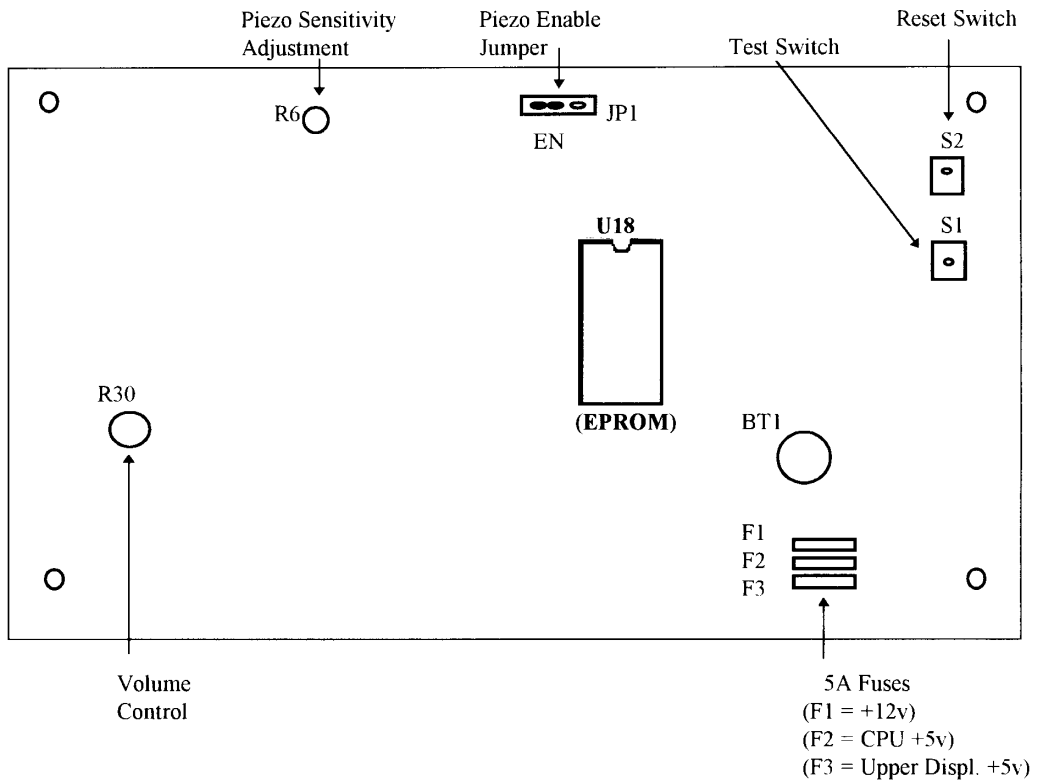 Piezo Sensitivity
Adjustment
Piezo Enable
Jumper
Test Switch
Reset Switch
R6
JP1
EN
S2
S1
U18
(EPROM)
R30
BT1
F1
F2
F3
Volume
Control
5A Fuses
(F1 = +12v)
(F2 = CPU +5v)
(F3 = Upper Displ. +5v)